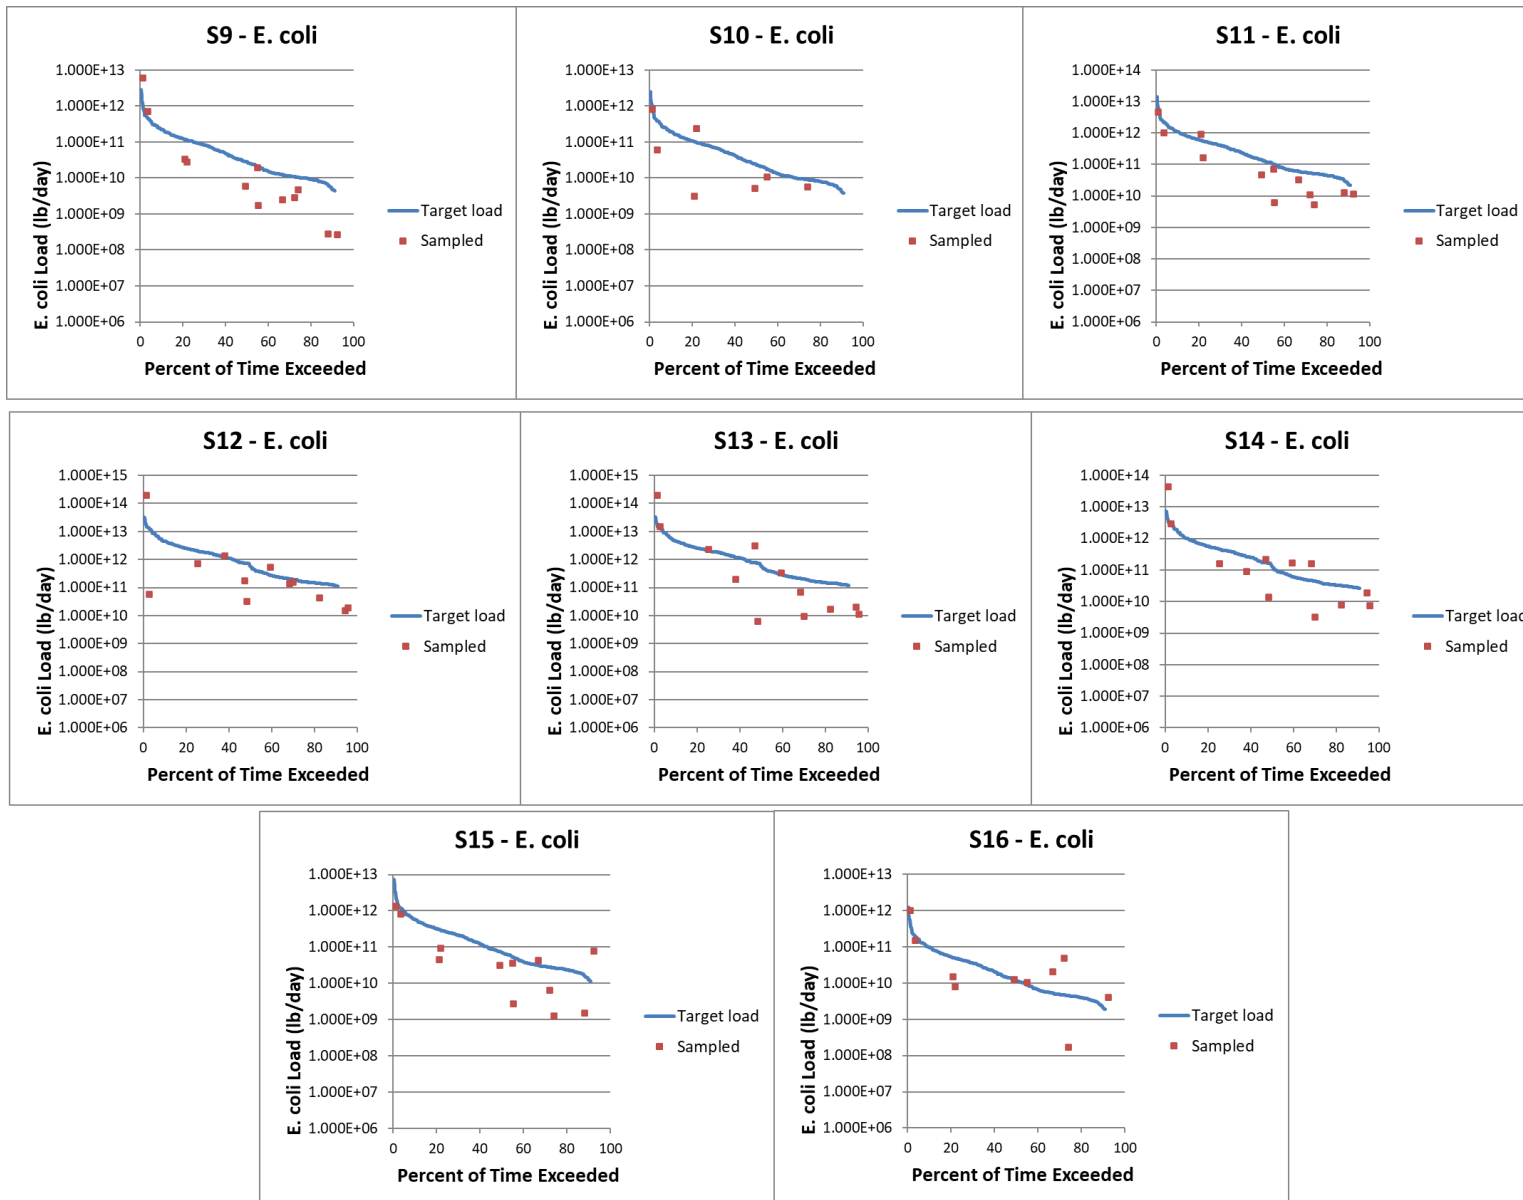 S9 - E. coli
1.000E+13
1.000E+12
1.000E+11
1.000E+10
1.000E+09
1.000E+08
1.000E+07
1.000E+06
E. coli Load (lb/day)
0 20 40 60 80 100
Percent of Time Exceeded
Target load
Sampled
S10 - E. coli
1.000E+13
1.000E+12
1.000E+11
1.000E+10
1.000E+09
1.000E+08
1.000E+07
1.000E+06
E. coli Load (lb/day)
0 20 40 60 80 100
Percent of Time Exceeded
Target load
Sampled
S11 - E. coli
1.000E+14
1.000E+13
1.000E+12
1.000E+11
1.000E+10
1.000E+09
1.000E+08
1.000E+07
1.000E+06
E. coli Load (lb/day)
0 20 40 60 80 100
Percent of Time Exceeded
Target load
Sampled
S12 - E. coli
1.000E+15
1.000E+14
1.000E+13
1.000E+12
1.000E+11
1.000E+10
1.000E+09
1.000E+08
1.000E+07
1.000E+06
E. coli Load (lb/day)
0 20 40 60 80 100
Percent of Time Exceeded
Target load
Sampled
S13 - E. coli
1.000E+15
1.000E+14
1.000E+13
1.000E+12
1.000E+11
1.000E+10
1.000E+09
1.000E+08
1.000E+07
1.000E+06
E. coli Load (lb/day)
0 20 40 60 80 100
Percent of Time Exceeded
Target load
Sampled
S14 - E. coli
1.000E+14
1.000E+13
1.000E+12
1.000E+11
1.000E+10
1.000E+09
1.000E+08
1.000E+07
1.000E+06
E. coli Load (lb/day)
0 20 40 60 80 100
Percent of Time Exceeded
Target load
Sampled
S15 - E. coli
1.000E+13
1.000E+12
1.000E+11
1.000E+10
1.000E+09
1.000E+08
1.000E+07
1.000E+06
E. coli Load (lb/day)
0 20 40 60 80 100
Percent of Time Exceeded
Target load
Sampled
S16 - E. coli
1.000E+13
1.000E+12
1.000E+11
1.000E+10
1.000E+09
1.000E+08
1.000E+07
1.000E+06
E. coli Load (lb/day)
0 20 40 60 80 100
Percent of Time Exceeded
Target load
Sampled